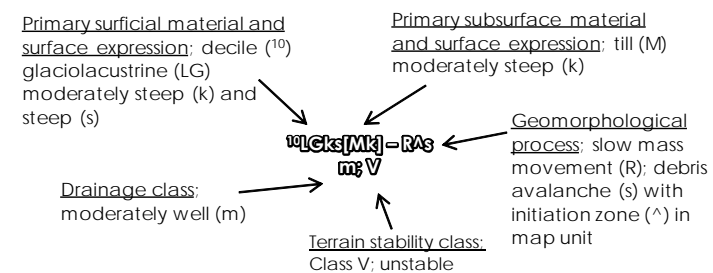 Primary surficial material and
surface expression; decile (¹⁰)
glaciolacustrine (LG)
moderately steep (k) and
steep (s)
Primary subsurface material
and surface expression; till (M)
moderately steep (k)
¹⁰LGks[Mk] – R^s
m; V
Geomorphological
process; slow mass
movement (R); debris
avalanche (s) with
initiation zone (^) in
map unit
Drainage class;
moderately well (m)
Terrain stability class;
Class V; unstable